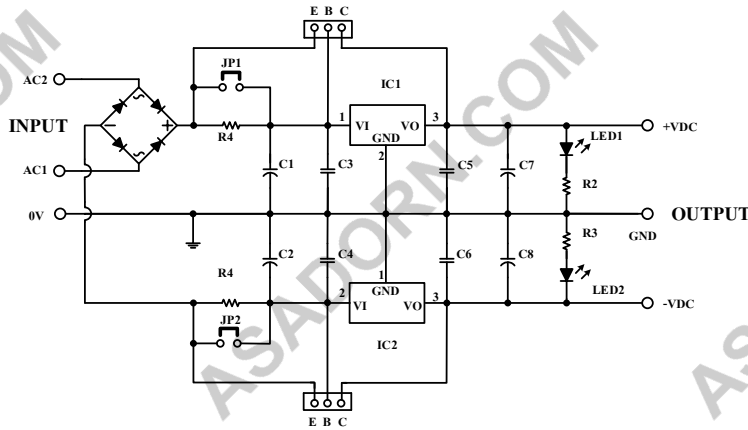 E B C
JP1
AC2
IC1
INPUT
1 VI VO 3
+VDC
LED1
R4
GND
2
AC1
C1
C3
C5
C7
R2
0V
OUTPUT
GND
C2
C4
C6
C8
R3
R4
1
GND
2 VI VO 3
LED2
-VDC
JP2
IC2
E B C
ASADORN.COM